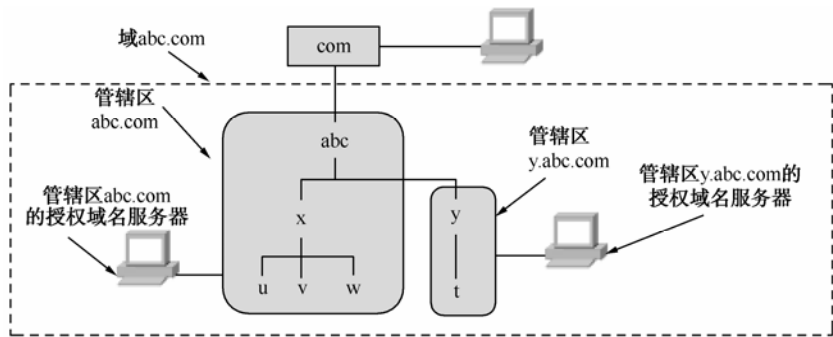 域abc.com
com
管辖区
abc.com
abc
管辖区
y.abc.com
管辖区y.abc.com的
授权域名服务器
管辖区abc.com
的授权域名服务器
x
y
u v w
t